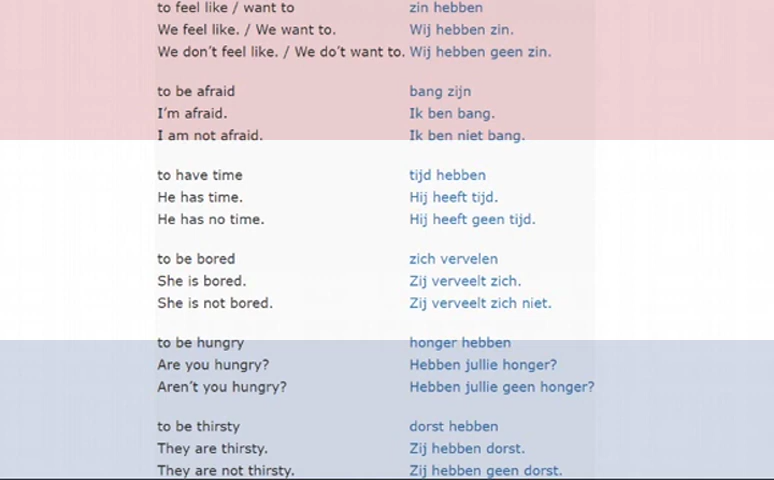 to feel like / want to zin hebben
We feel like. / We want to. Wij hebben zin.
We don't feel like. / We do't want to. Wij hebben geen zin.
to be afraid bang zijn
I'm afraid. Ik ben bang.
I am not afraid. Ik ben niet bang.
to have time tijd hebben
He has time. Hij heeft tijd.
He has no time. Hij heeft geen tijd.
to be bored zich vervelen
She is bored. Zij verveelt zich.
She is not bored. Zij verveelt zich niet.
to be hungry honger hebben
Are you hungry? Hebben jullie honger?
Aren't you hungry? Hebben jullie geen honger?
to be thirsty dorst hebben
They are thirsty. Zij hebben dorst.
They are not thirsty. Zij hebben geen dorst.